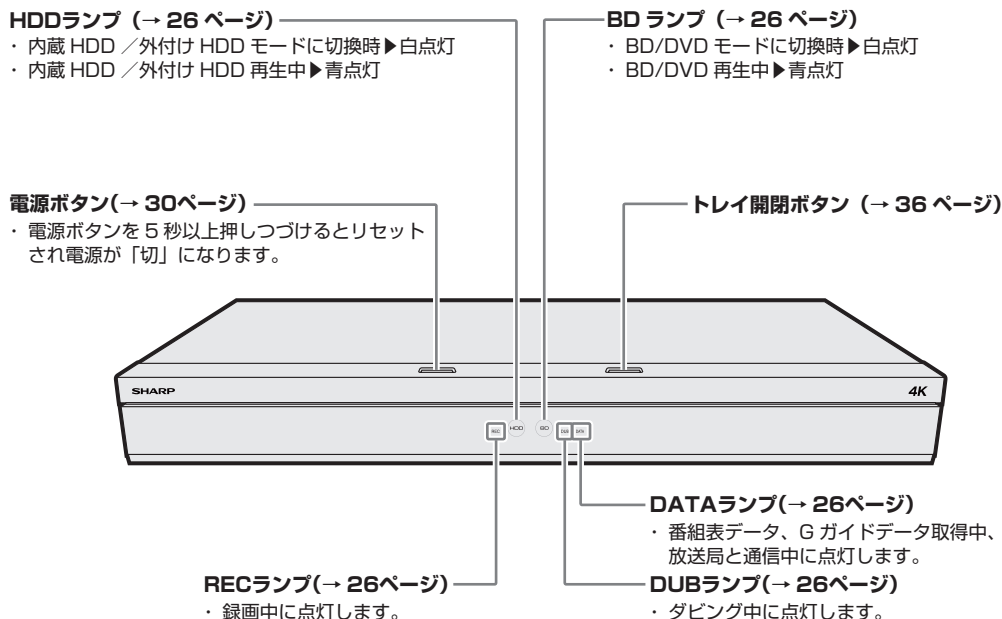 HDDランプ（→ 26 ページ）
・ 内蔵 HDD ／外付け HDD モードに切換時▶白点灯
・ 内蔵 HDD ／外付け HDD 再生中▶青点灯
BD ランプ（→ 26 ページ）
・ BD/DVD モードに切換時▶白点灯
・ BD/DVD 再生中▶青点灯
電源ボタン(→ 30ページ)
・ 電源ボタンを 5 秒以上押しつづけるとリセット
され電源が「切」になります。
トレイ開閉ボタン（→ 36 ページ）
SHARP
4K
REC
HDD
BD
DUB
DATA
DATAランプ(→ 26ページ)
・ 番組表データ、G ガイドデータ取得中、
放送局と通信中に点灯します。
RECランプ(→ 26ページ)
・ 録画中に点灯します。
DUBランプ(→ 26ページ)
・ ダビング中に点灯します。